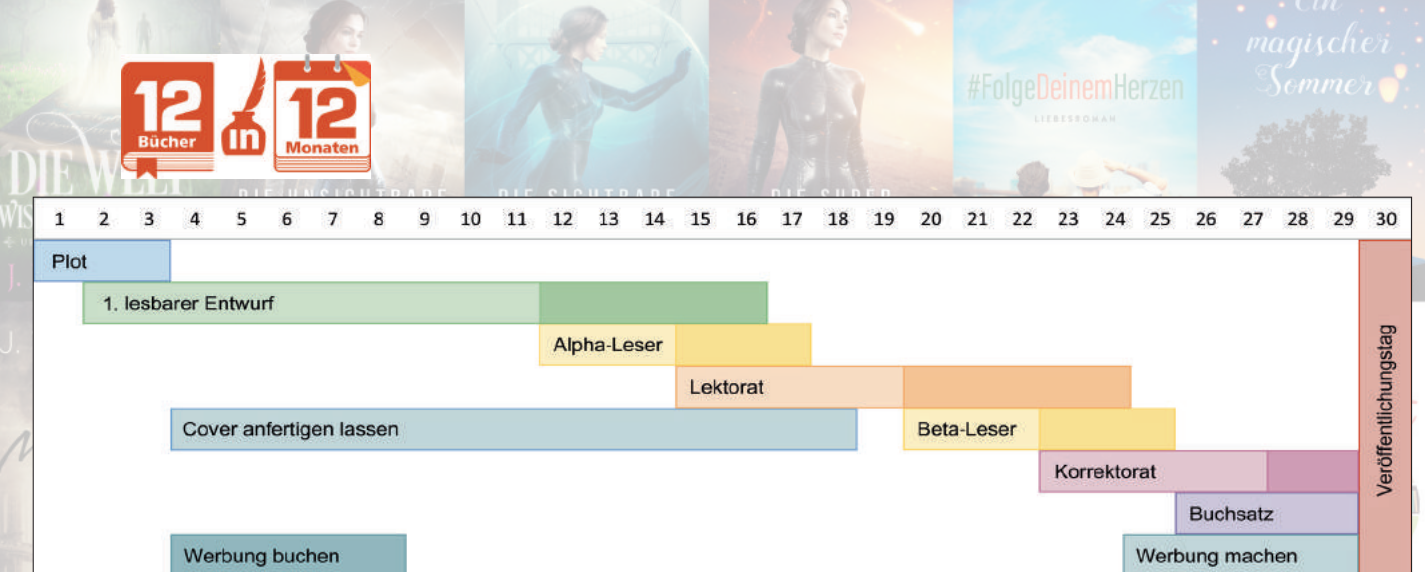 Ein
magischer
Sommer
#FolgeDeinemHerzen
LIEBESROMAN
12
Bücher
in
12
Monaten
DIE WELT
DIE UNSICHTBARE
DIE SICHTBARE
DIE SUPER
1 2 3 4 5 6 7 8 9 10 11 12 13 14 15 16 17 18 19 20 21 22 23 24 25 26 27 28 29 30
Plot
1. lesbarer Entwurf
Alpha-Leser
Lektorat
Cover anfertigen lassen
Beta-Leser
Korrektorat
Buchsatz
Werbung buchen
Werbung machen
Veröffentlichungstag